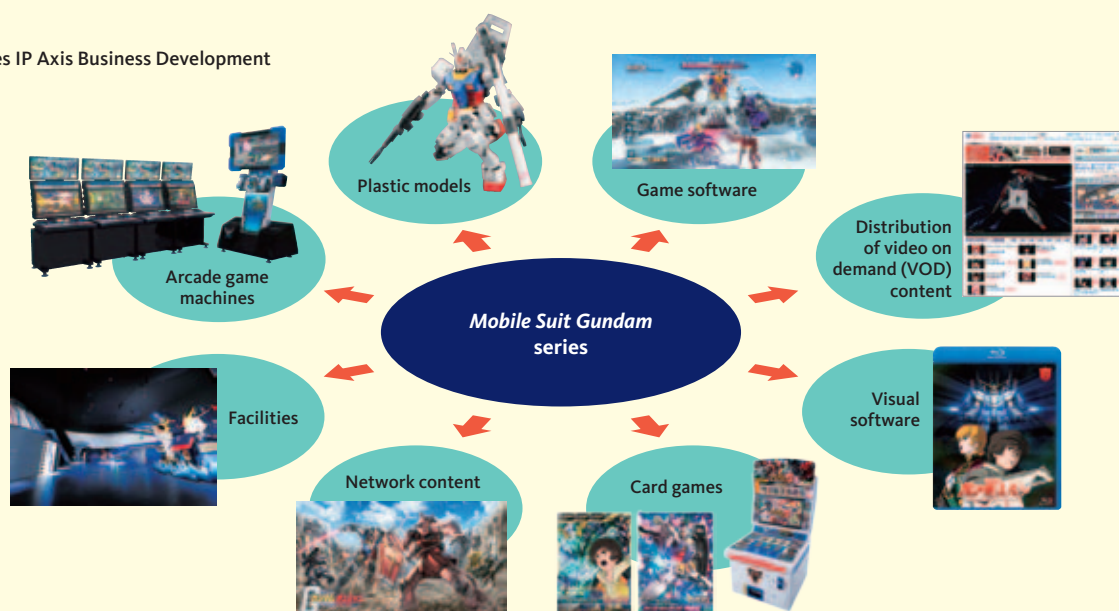 es IP Axis Business Development
Plastic models
Game software
Arcade game
machines
Distribution
of video on
demand (VOD)
content
Mobile Suit Gundam
series
Facilities
Visual
software
Network content
Card games